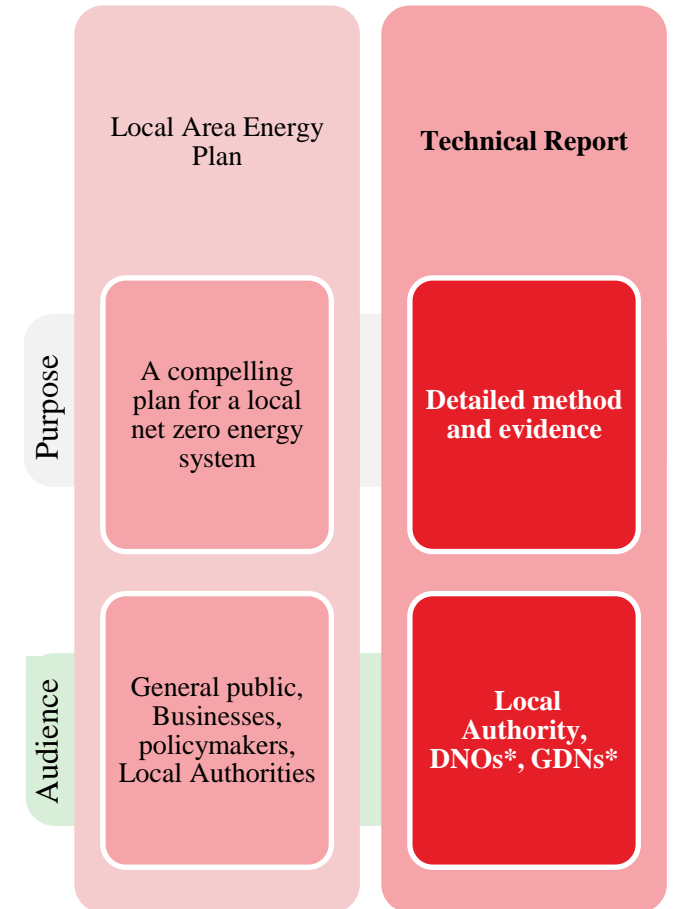 Local Area Energy
Plan
Technical Report
Purpose
A compelling
plan for a local
net zero energy
system
Detailed method
and evidence
Audience
General public,
Businesses,
policymakers,
Local Authorities
Local
Authority,
DNOs*, GDNs*